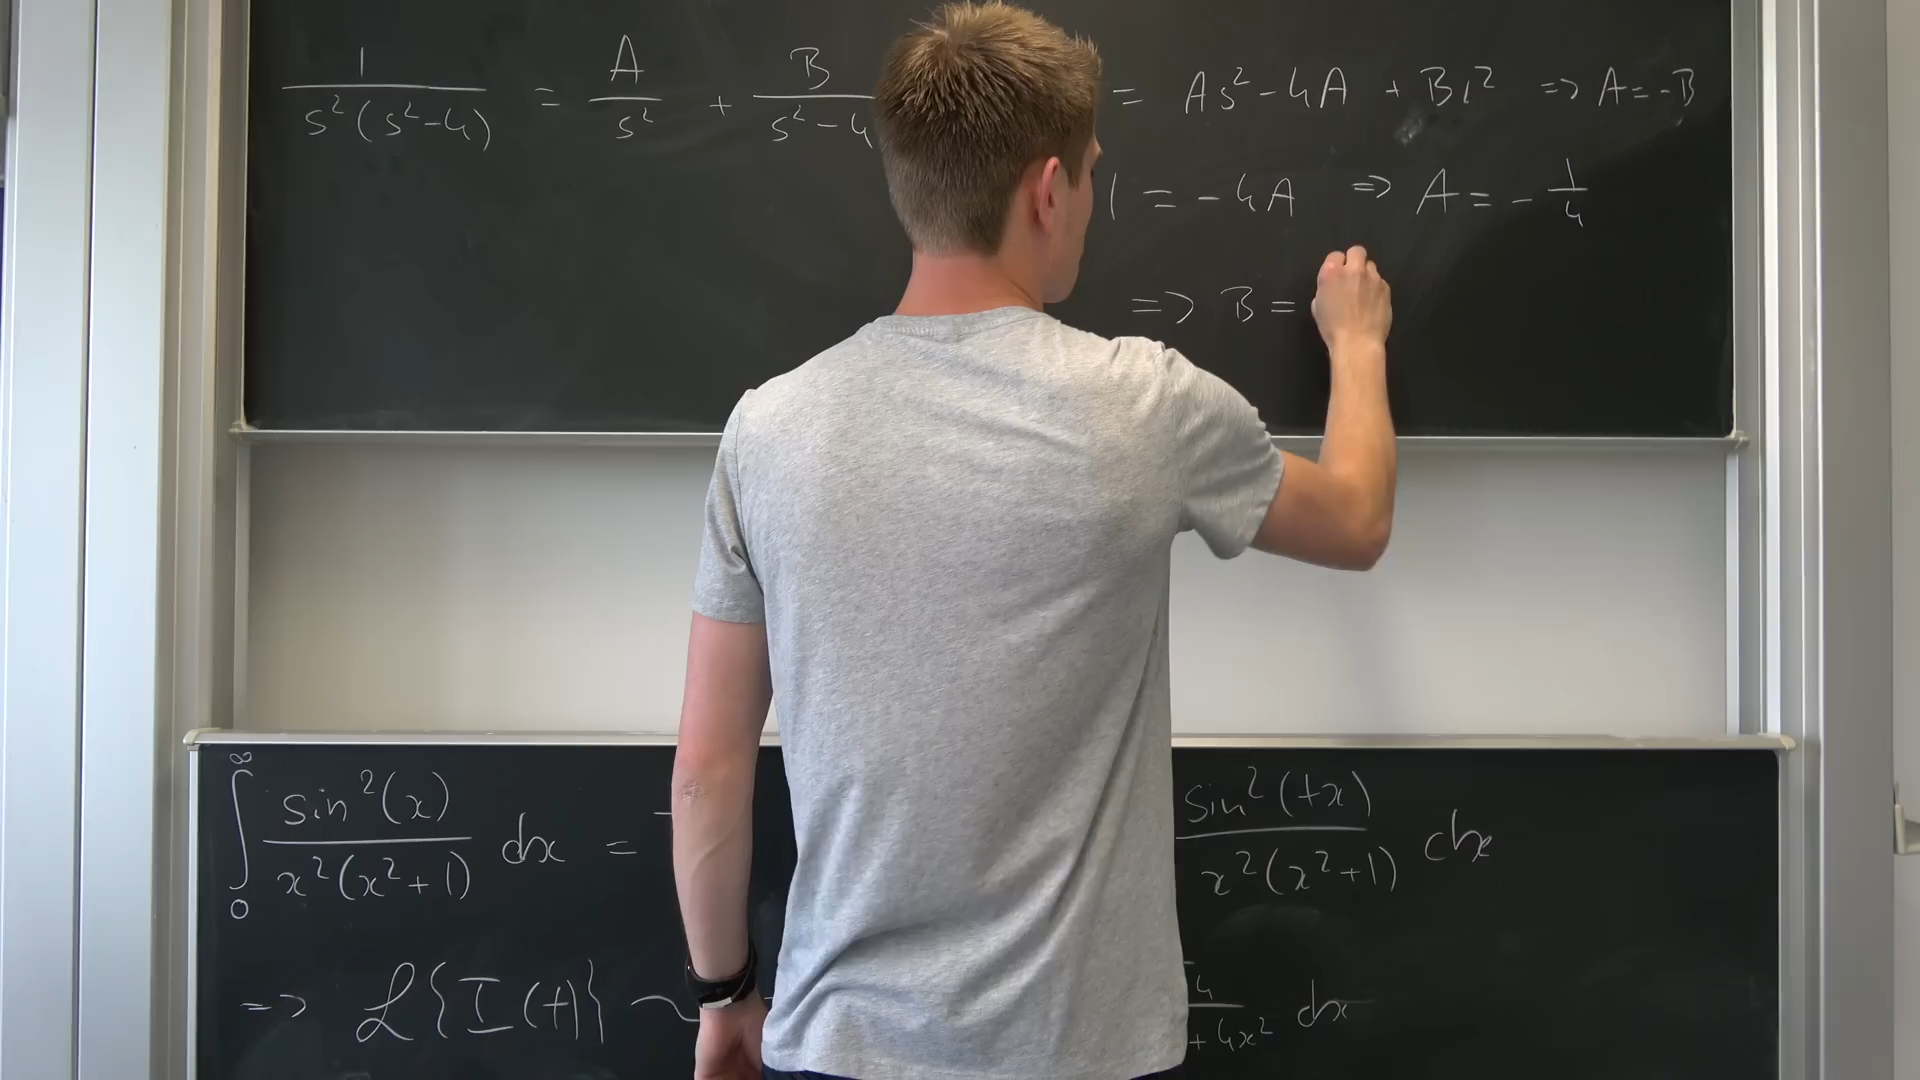 1/(s²(s²-4)) = A/s² + B/(s²-4 = As²-4A + Bs² => A=-B
1 = -4A => A = -1/4
=> B =
∫₀^∞ sin²(x)/(x²(x²+1)) dx = sin²(tx)/(x²(x²+1)) dx
=> ℒ{I(t)} ~ 4/+4x² dx